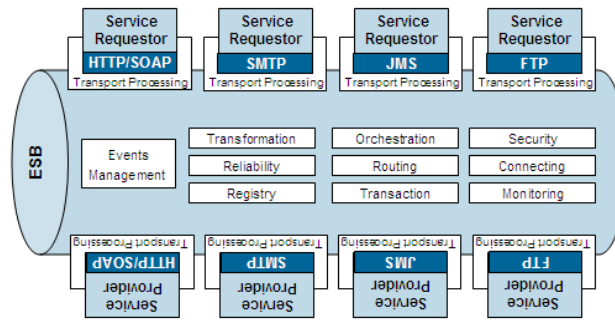 Service
Requestor
HTTP/SOAP
Transport Processing
Service
Requestor
SMTP
Transport Processing
Service
Requestor
JMS
Transport Processing
Service
Requestor
FTP
Transport Processing
ESB
Events
Management
Transformation
Reliability
Registry
Orchestration
Routing
Transaction
Security
Connecting
Monitoring
Transport Processing
HTTP/SOAP
Service
Provider
Transport Processing
SMTP
Service
Provider
Transport Processing
JMS
Service
Provider
Transport Processing
FTP
Service
Provider